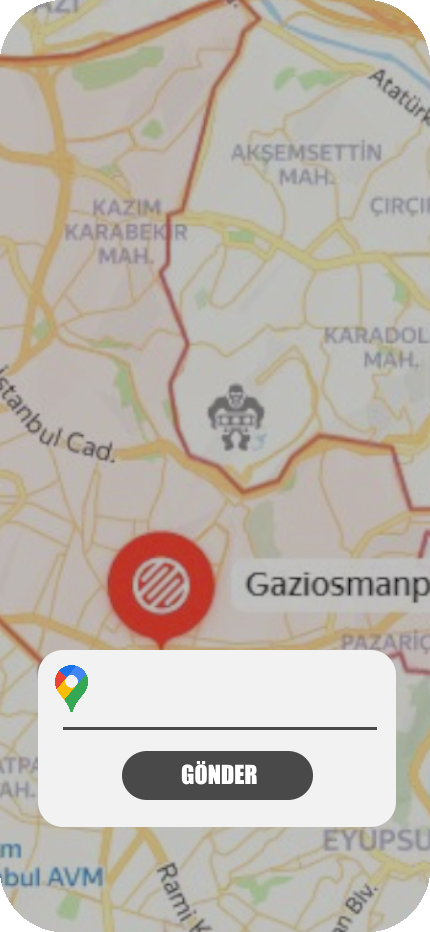 AKŞEMSETTİN
MAH.
Atatürk
KAZIM
KARABEKİR
MAH.
ÇIRÇI
KARADOL
MAH.
İstanbul Cad.
Gaziosmanp
PAZARİÇ
GÖNDER
EYÜPSU
bul AVM
Rami K
an Blv.